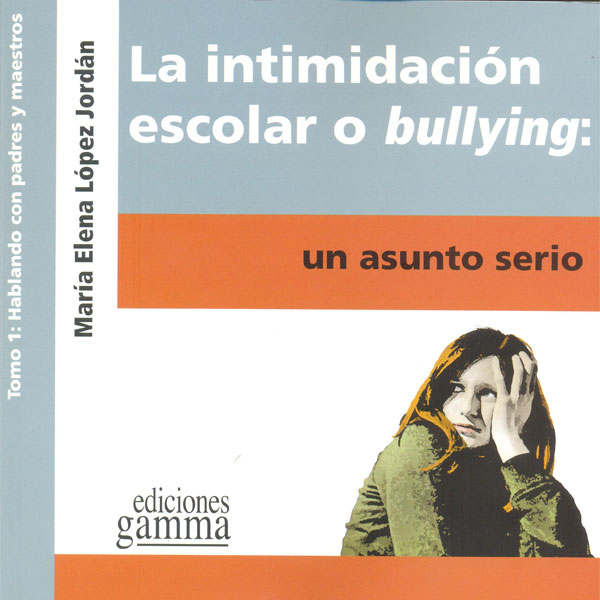 La intimidación
escolar o bullying:
un asunto serio
María Elena López Jordán
Tomo 1: Hablando con padres y maestros
ediciones
gamma